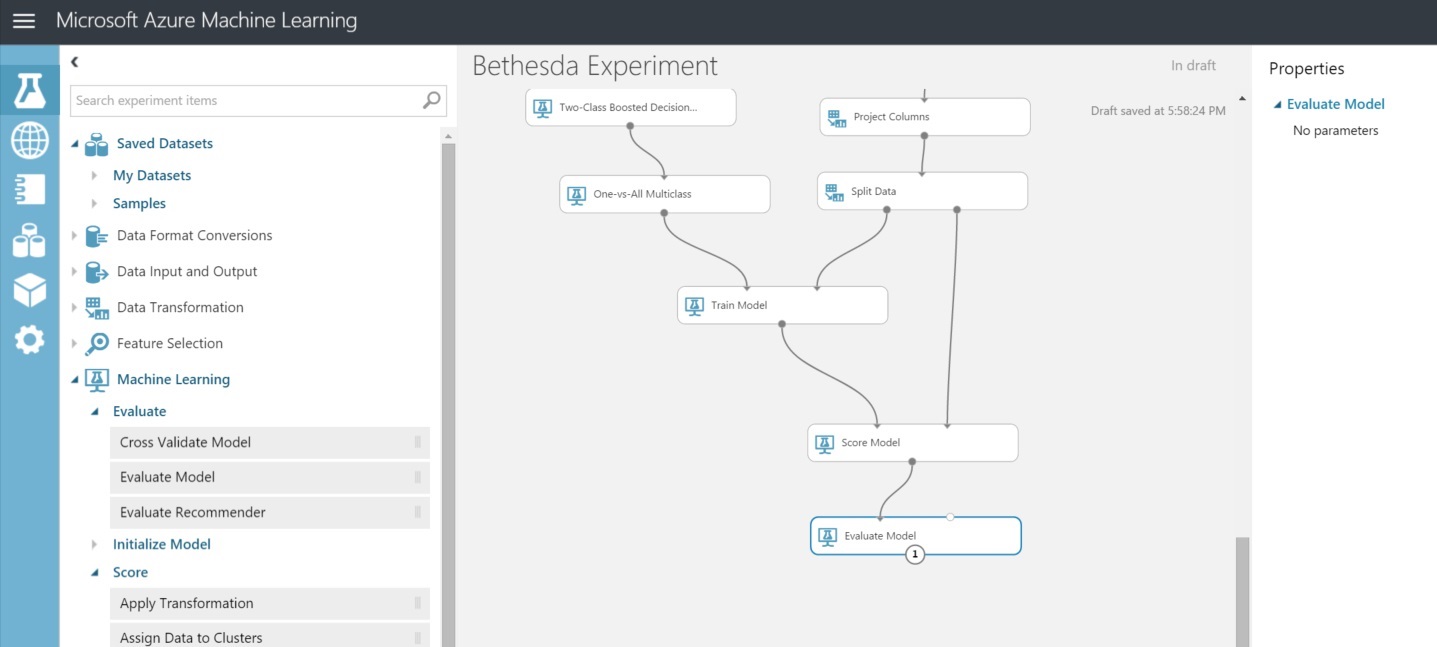 Microsoft Azure Machine Learning
Search experiment items
Saved Datasets
My Datasets
Samples
Data Format Conversions
Data Input and Output
Data Transformation
Feature Selection
Machine Learning
Evaluate
Cross Validate Model
Evaluate Model
Evaluate Recommender
Initialize Model
Score
Apply Transformation
Assign Data to Clusters
Bethesda Experiment
In draft
Draft saved at 5:58:24 PM
Two-Class Boosted Decision...
Project Columns
One-vs-All Multiclass
Split Data
Train Model
Score Model
Evaluate Model
1
Properties
Evaluate Model
No parameters